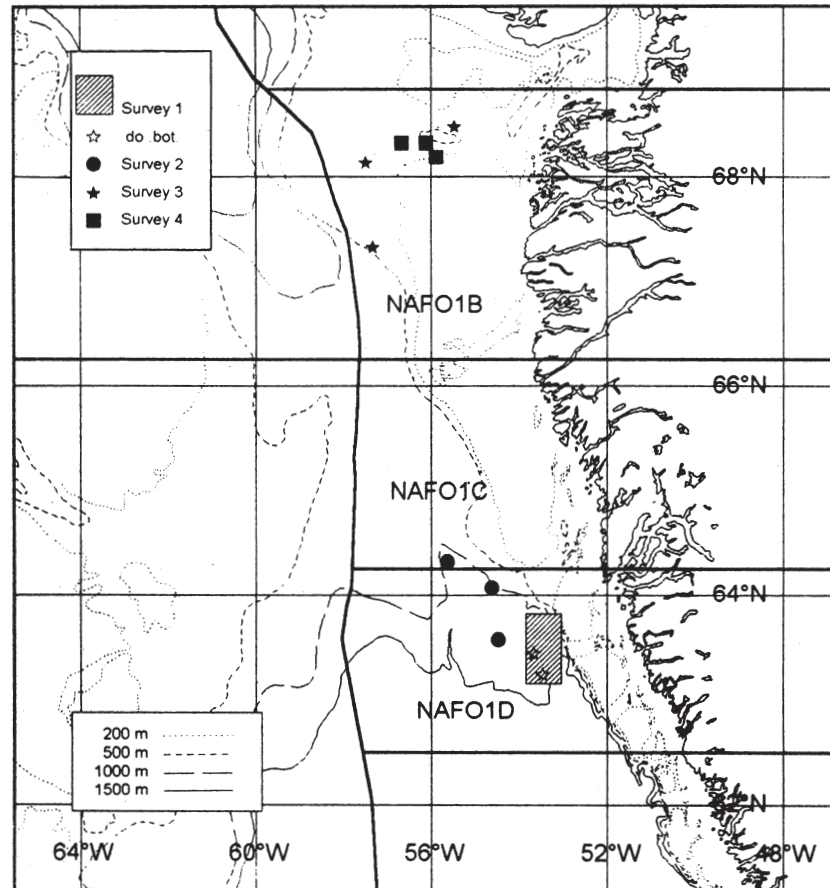 Survey 1
do .bot.
Survey 2
Survey 3
Survey 4
68°N
NAFO1B
66°N
NAFO1C
64°N
NAFO1D
200 m
500 m
1000 m
1500 m
62°N
64°W
60°W
56°W
52°W
48°W